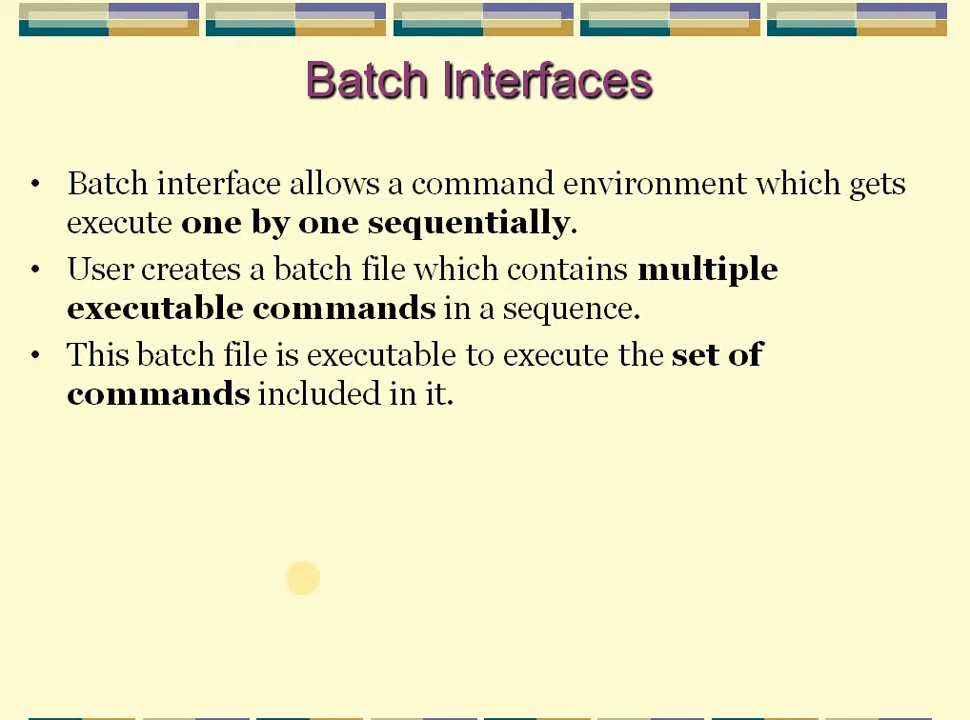 Batch Interfaces
• Batch interface allows a command environment which gets
execute one by one sequentially.
• User creates a batch file which contains multiple
executable commands in a sequence.
• This batch file is executable to execute the set of
commands included in it.